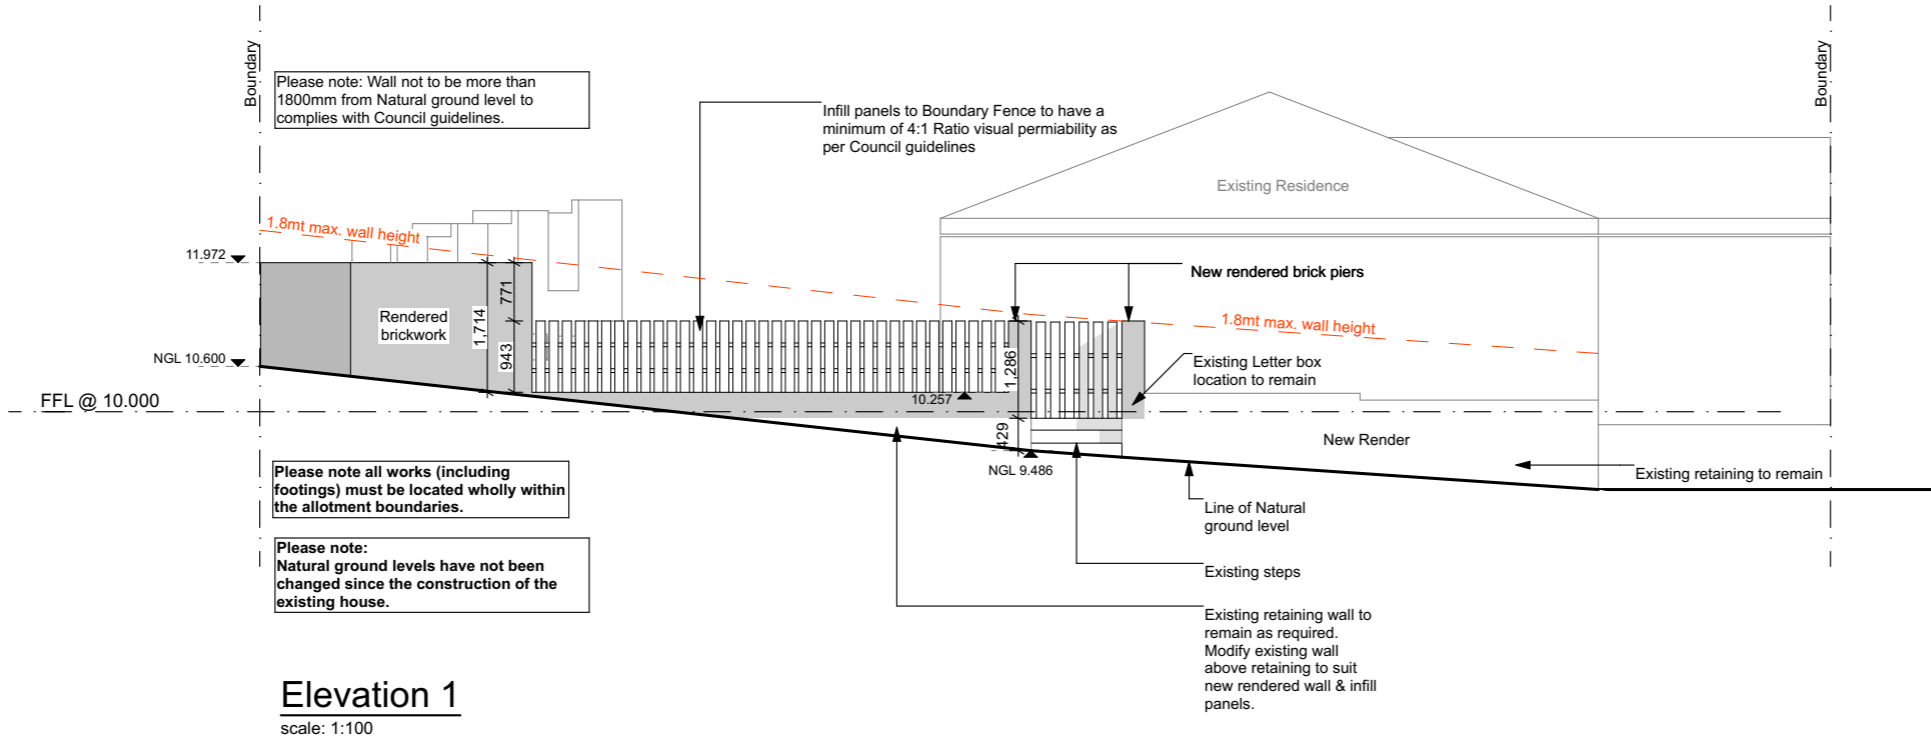 Boundary
Boundary
Please note: Wall not to be more than
1800mm from Natural ground level to
complies with Council guidelines.
Infill panels to Boundary Fence to have a
minimum of 4:1 Ratio visual permiability as
per Council guidelines
Existing Residence
1.8mt max. wall height
11.972
771
1,714
943
Rendered
brickwork
New rendered brick piers
1.8mt max. wall height
NGL 10.600
1,286
Existing Letter box
location to remain
FFL @ 10.000
10.257
429
New Render
NGL 9.486
Existing retaining to remain
Please note all works (including
footings) must be located wholly within
the allotment boundaries.
Line of Natural
ground level
Please note:
Natural ground levels have not been
changed since the construction of the
existing house.
Existing steps
Existing retaining wall to
remain as required.
Modify existing wall
above retaining to suit
new rendered wall & infill
panels.
Elevation 1
scale: 1:100